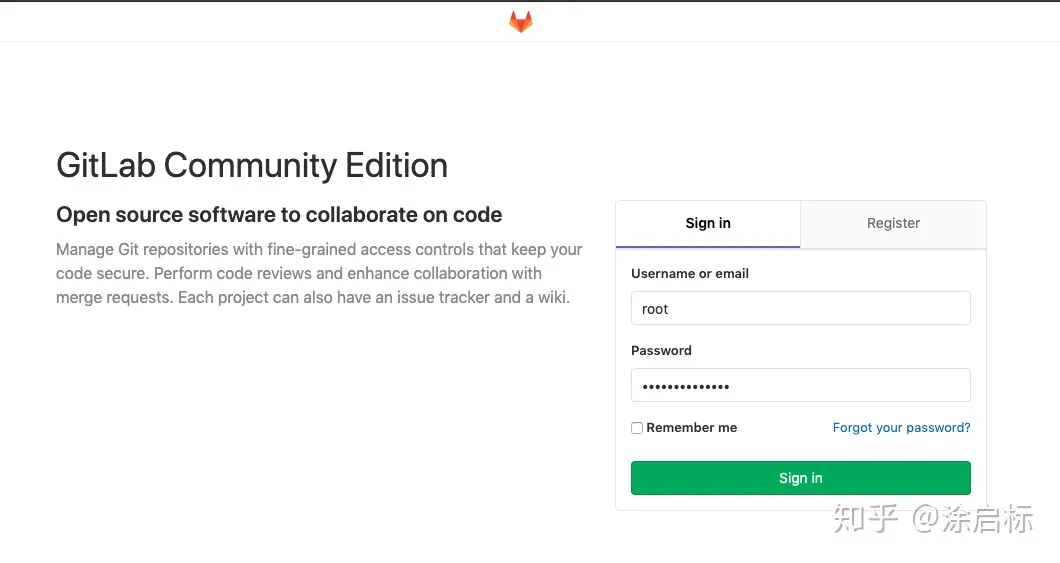 GitLab Community Edition
Open source software to collaborate on code
Manage Git repositories with fine-grained access controls that keep your
code secure. Perform code reviews and enhance collaboration with
merge requests. Each project can also have an issue tracker and a wiki.
Sign in
Register
Username or email
root
Password
••••••••••••••
Remember me
Forgot your password?
Sign in
知乎 @涂启标